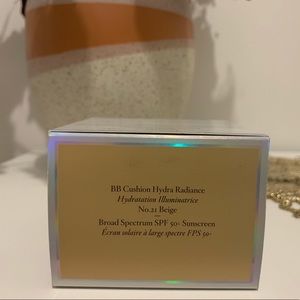 BB Cushion Hydra Radiance
Hydratation Illuminatrice
No.21 Beige
Broad Spectrum SPF 50+ Sunscreen
Écran solaire à large spectre FPS 50+